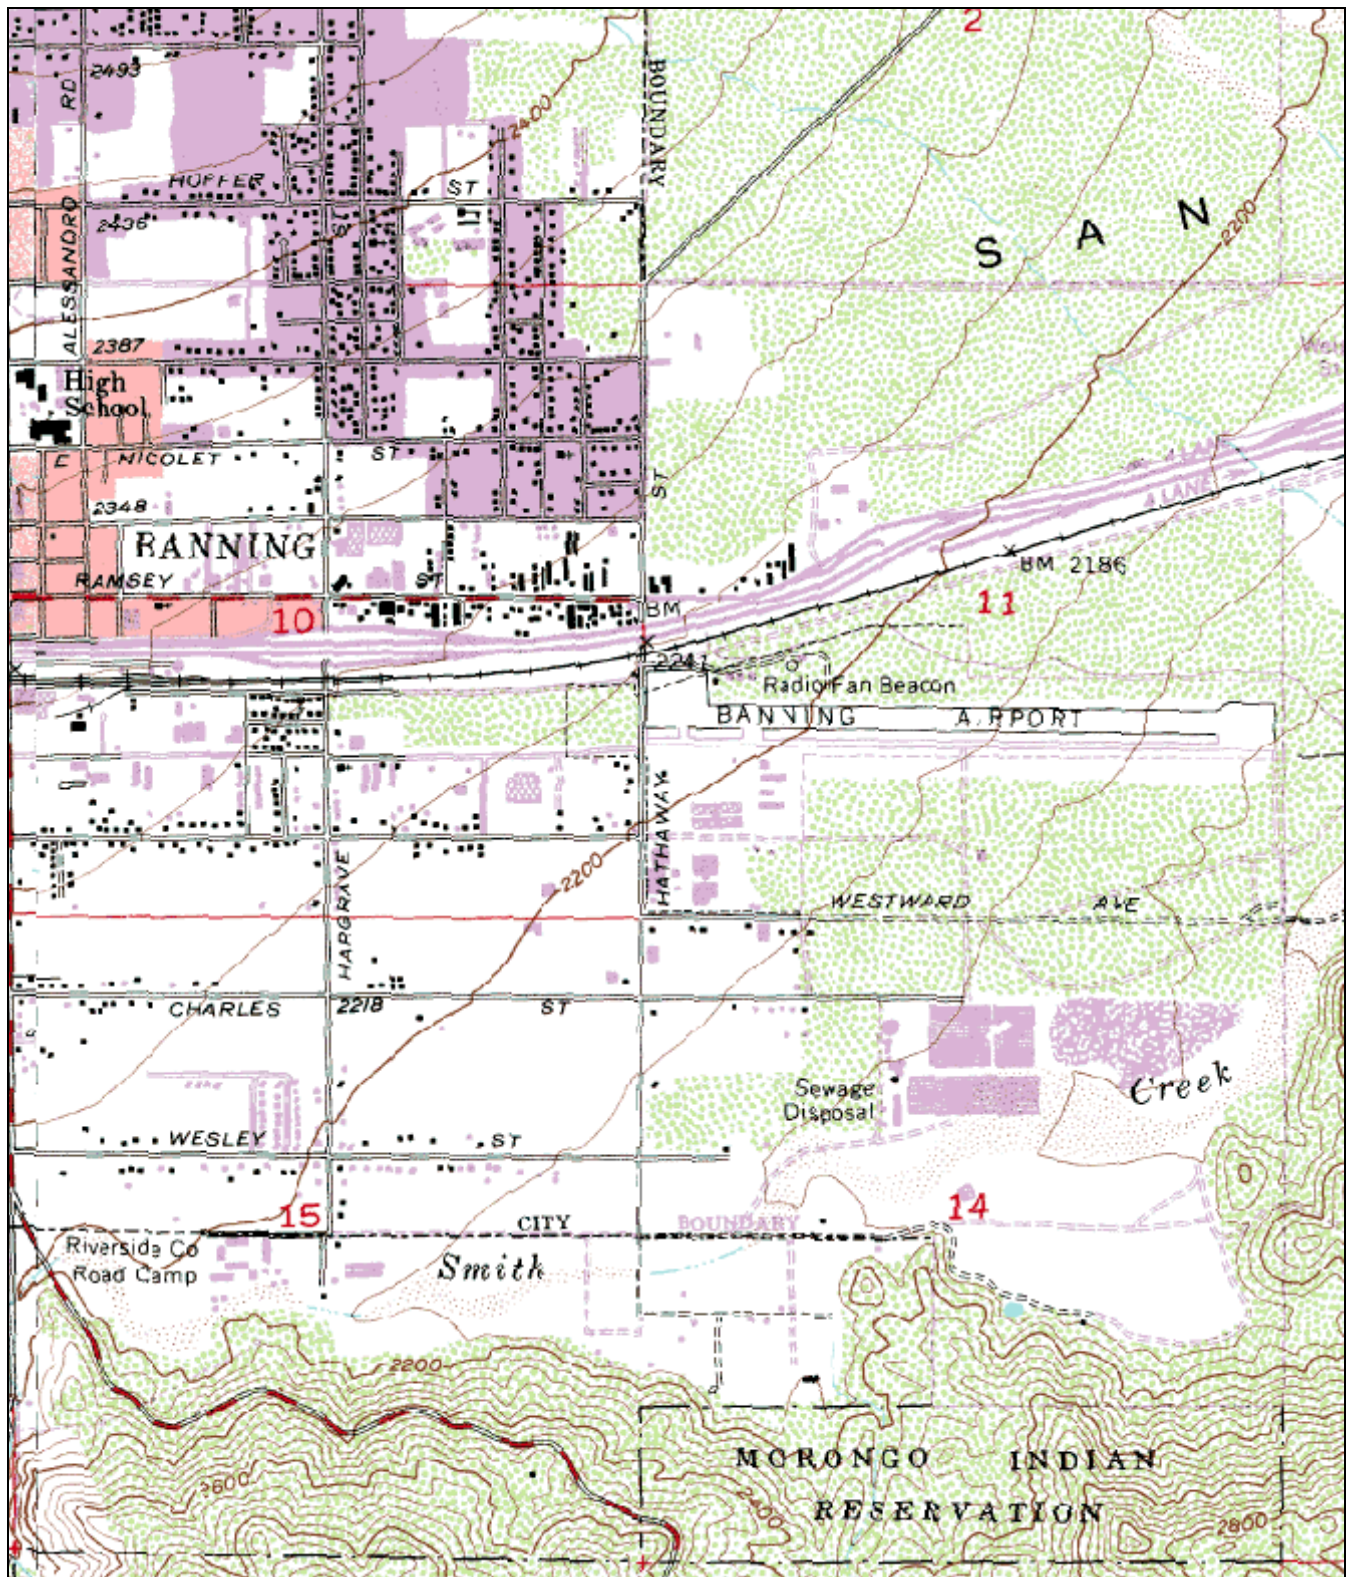 2
2493
RD
BOUNDARY
2400
HOFFER
ST
2436
ST
S A N
2200
ALESSANDRO
2387
High
School
E NICOLET ST
ST
4 LANE
2348
BANNING
RAMSEY ST
BM 2186
BM
11
10
2241
Radio Fan Beacon
BANNING AIRPORT
HATHAWAY
2200
HARGRAVE
WESTWARD AVE
CHARLES
2218
ST
Creek
Sewage
Disposal
WESLEY ST
15
14
CITY BOUNDARY
Riverside Co
Road Camp
Smith
2200
MORONGO INDIAN
RESERVATION
2600
2400
2800